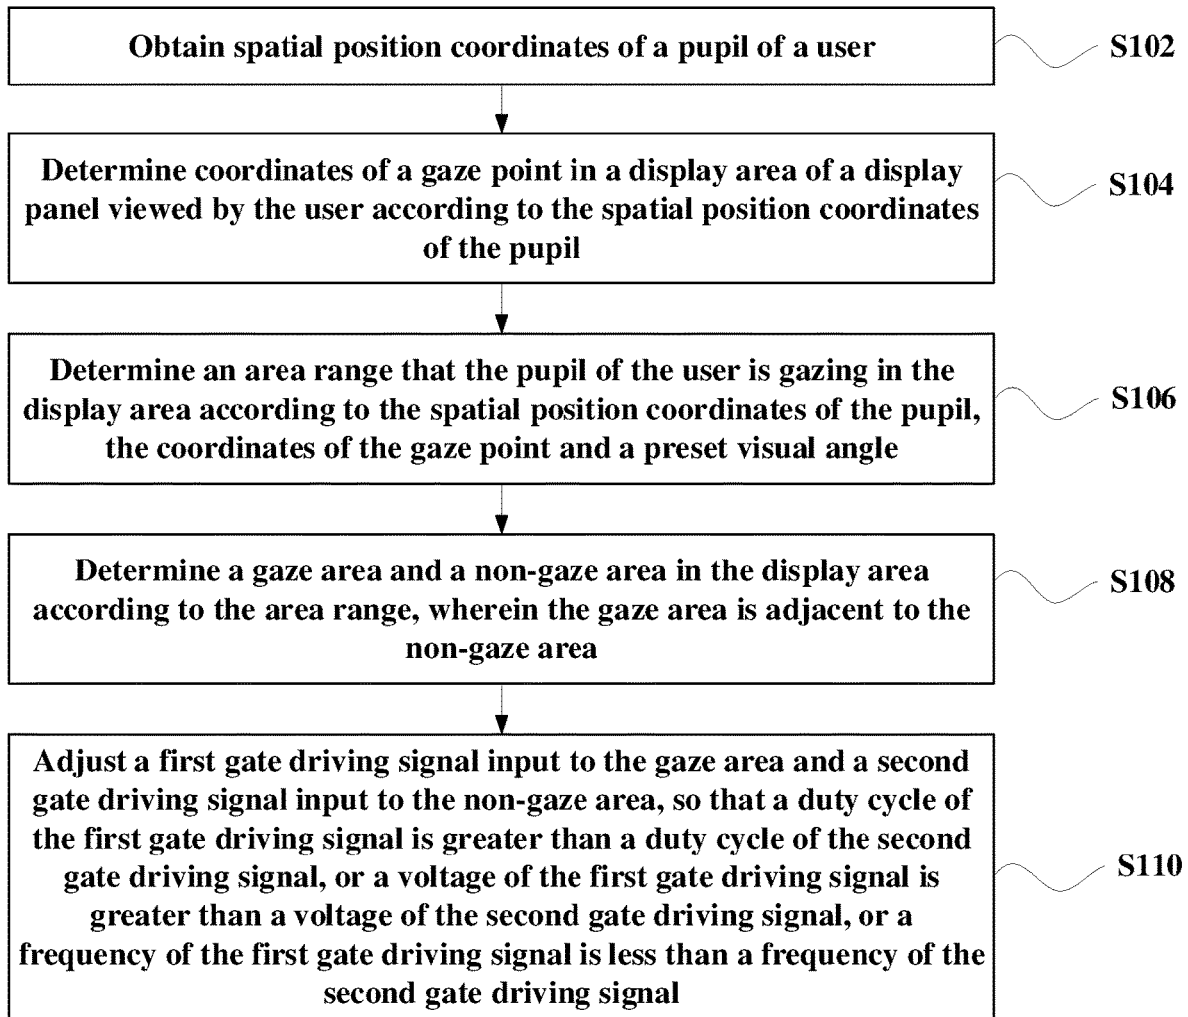 Obtain spatial position coordinates of a pupil of a user
S102
Determine coordinates of a gaze point in a display area of a display
panel viewed by the user according to the spatial position coordinates
of the pupil
S104
Determine an area range that the pupil of the user is gazing in the
display area according to the spatial position coordinates of the pupil,
the coordinates of the gaze point and a preset visual angle
S106
Determine a gaze area and a non-gaze area in the display area
according to the area range, wherein the gaze area is adjacent to the
non-gaze area
S108
Adjust a first gate driving signal input to the gaze area and a second
gate driving signal input to the non-gaze area, so that a duty cycle of
the first gate driving signal is greater than a duty cycle of the second
gate driving signal, or a voltage of the first gate driving signal is
greater than a voltage of the second gate driving signal, or a
frequency of the first gate driving signal is less than a frequency of the
second gate driving signal
S110